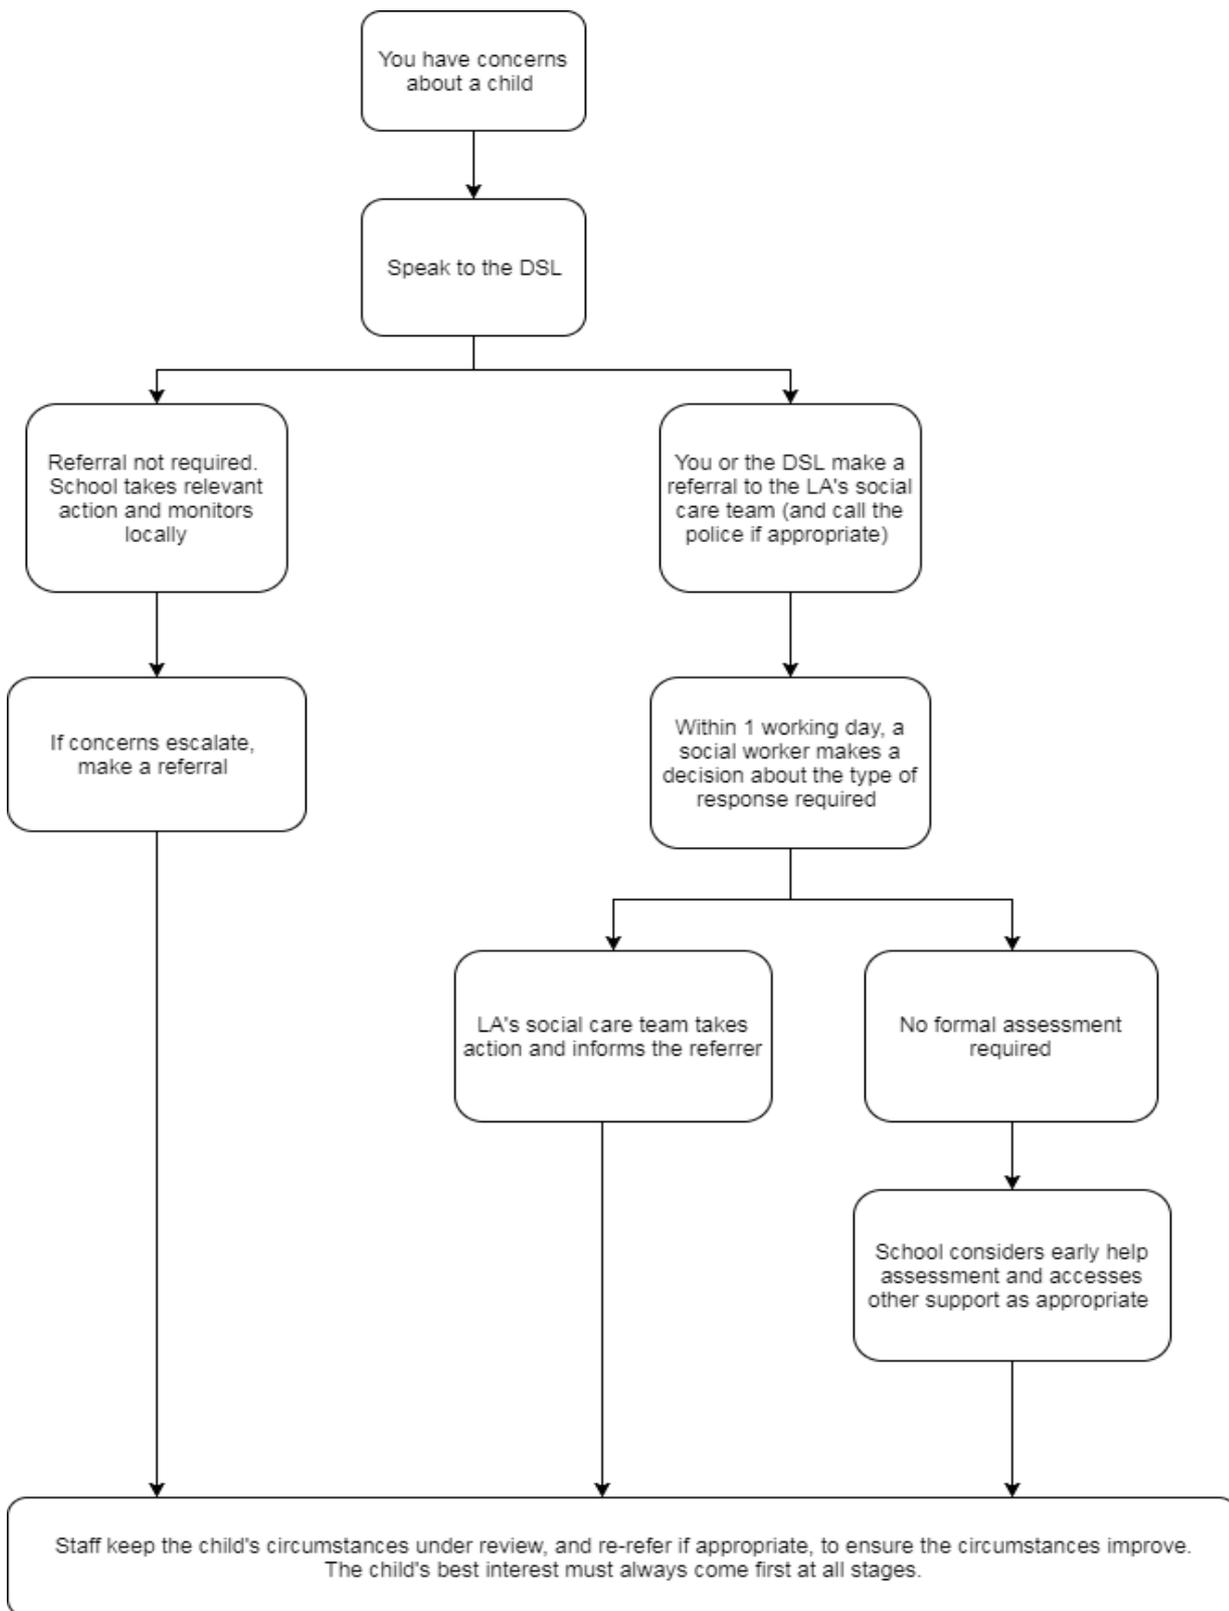 You have concerns
about a child
Speak to the DSL
Referral not required.
School takes relevant
action and monitors
locally
You or the DSL make a
referral to the LA's social
care team (and call the
police if appropriate)
If concerns escalate,
make a referral
Within 1 working day, a
social worker makes a
decision about the type of
response required
LA's social care team takes
action and informs the referrer
No formal assessment
required
School considers early help
assessment and accesses
other support as appropriate
Staff keep the child's circumstances under review, and re-refer if appropriate, to ensure the circumstances improve.
The child's best interest must always come first at all stages.